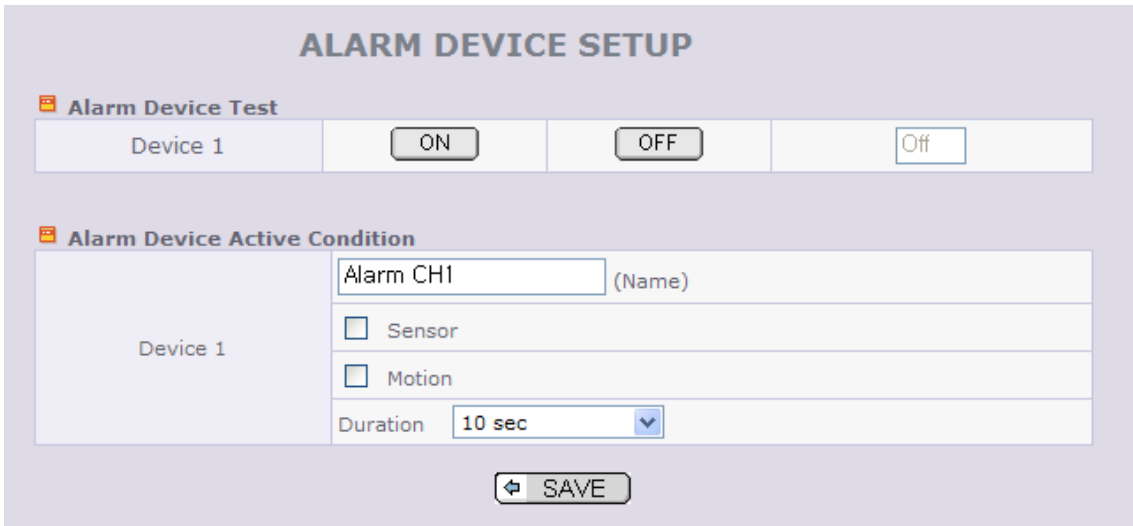 ALARM DEVICE SETUP
Alarm Device Test
Device 1 ON OFF Off
Alarm Device Active Condition
Alarm CH1 (Name)
Sensor
Device 1
Motion
Duration 10 sec
SAVE